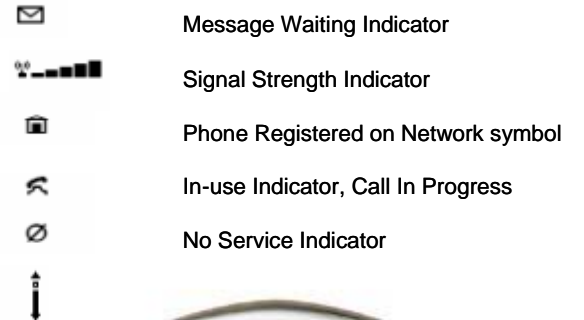 Message Waiting Indicator
Signal Strength Indicator
Phone Registered on Network symbol
In-use Indicator, Call In Progress
No Service Indicator